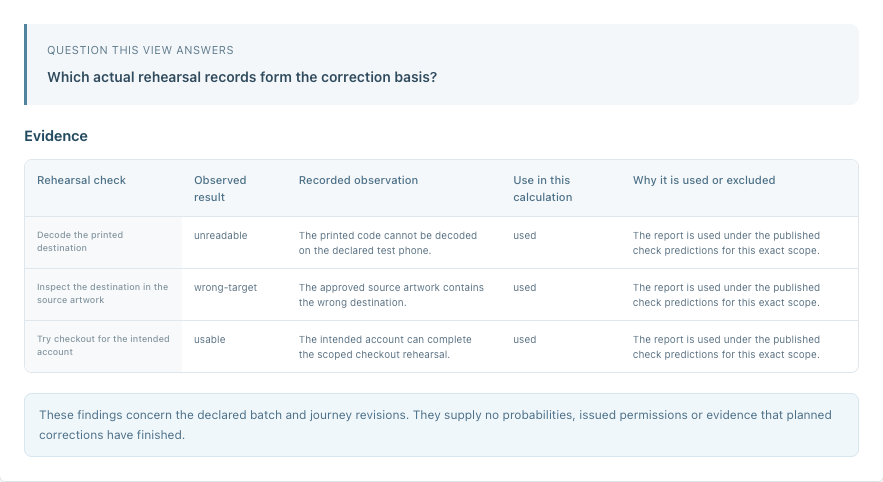 QUESTION THIS VIEW ANSWERS
Which actual rehearsal records form the correction basis?
Evidence
Rehearsal check
Observed
result
Recorded observation
Use in this
calculation
Why it is used or excluded
Decode the printed
destination
unreadable
The printed code cannot be decoded
on the declared test phone.
used
The report is used under the published
check predictions for this exact scope.
Inspect the destination in the
source artwork
wrong-target
The approved source artwork contains
the wrong destination.
used
The report is used under the published
check predictions for this exact scope.
Try checkout for the intended
account
usable
The intended account can complete
the scoped checkout rehearsal.
used
The report is used under the published
check predictions for this exact scope.
These findings concern the declared batch and journey revisions. They supply no probabilities, issued permissions or evidence that planned
corrections have finished.